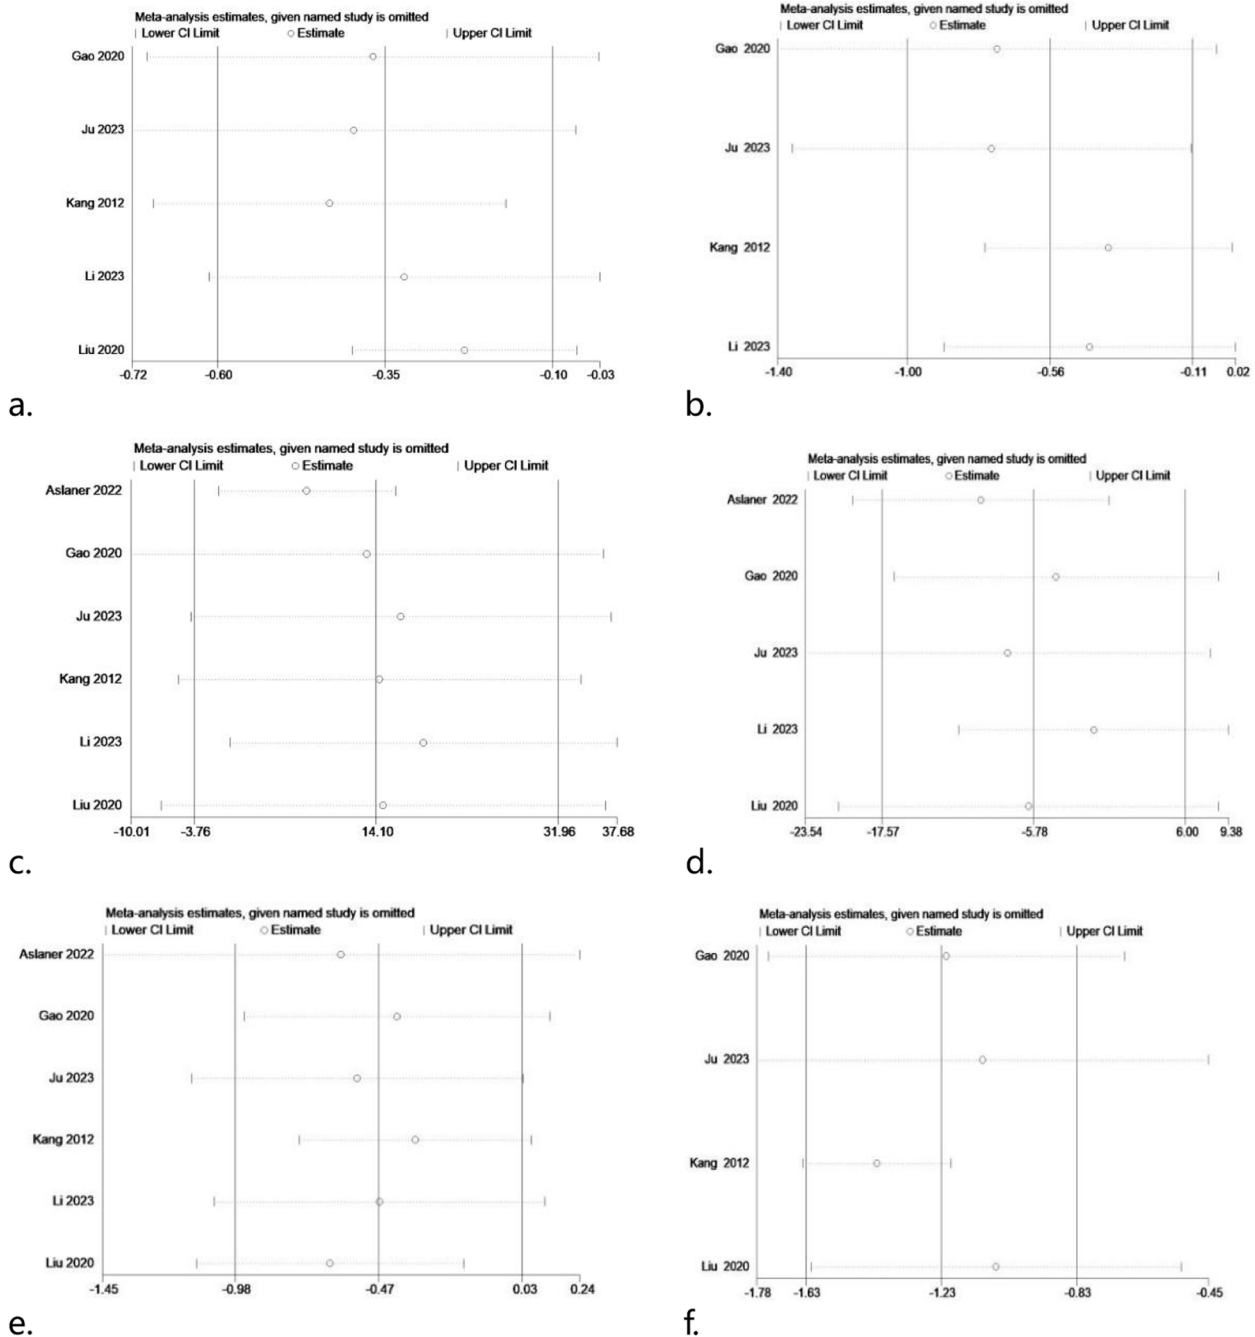 Meta-analysis estimates, given named study is omitted
Lower CI Limit Estimate Upper CI Limit
Gao 2020
Ju 2023
Kang 2012
Li 2023
Liu 2020
-0.72 -0.60 -0.35 -0.10 -0.03
a.
Meta-analysis estimates, given named study is omitted
Lower CI Limit Estimate Upper CI Limit
Gao 2020
Ju 2023
Kang 2012
Li 2023
-1.40 -1.00 -0.56 -0.11 0.02
b.
Meta-analysis estimates, given named study is omitted
Lower CI Limit Estimate Upper CI Limit
Aslaner 2022
Gao 2020
Ju 2023
Kang 2012
Li 2023
Liu 2020
-10.01 -3.76 14.10 31.96 37.68
c.
Meta-analysis estimates, given named study is omitted
Lower CI Limit Estimate Upper CI Limit
Aslaner 2022
Gao 2020
Ju 2023
Li 2023
Liu 2020
-23.54 -17.57 -5.78 6.00 9.38
d.
Meta-analysis estimates, given named study is omitted
Lower CI Limit Estimate Upper CI Limit
Aslaner 2022
Gao 2020
Ju 2023
Kang 2012
Li 2023
Liu 2020
-1.45 -0.98 -0.47 0.03 0.24
e.
Meta-analysis estimates, given named study is omitted
Lower CI Limit Estimate Upper CI Limit
Gao 2020
Ju 2023
Kang 2012
Liu 2020
-1.78 -1.63 -1.23 -0.83 -0.45
f.